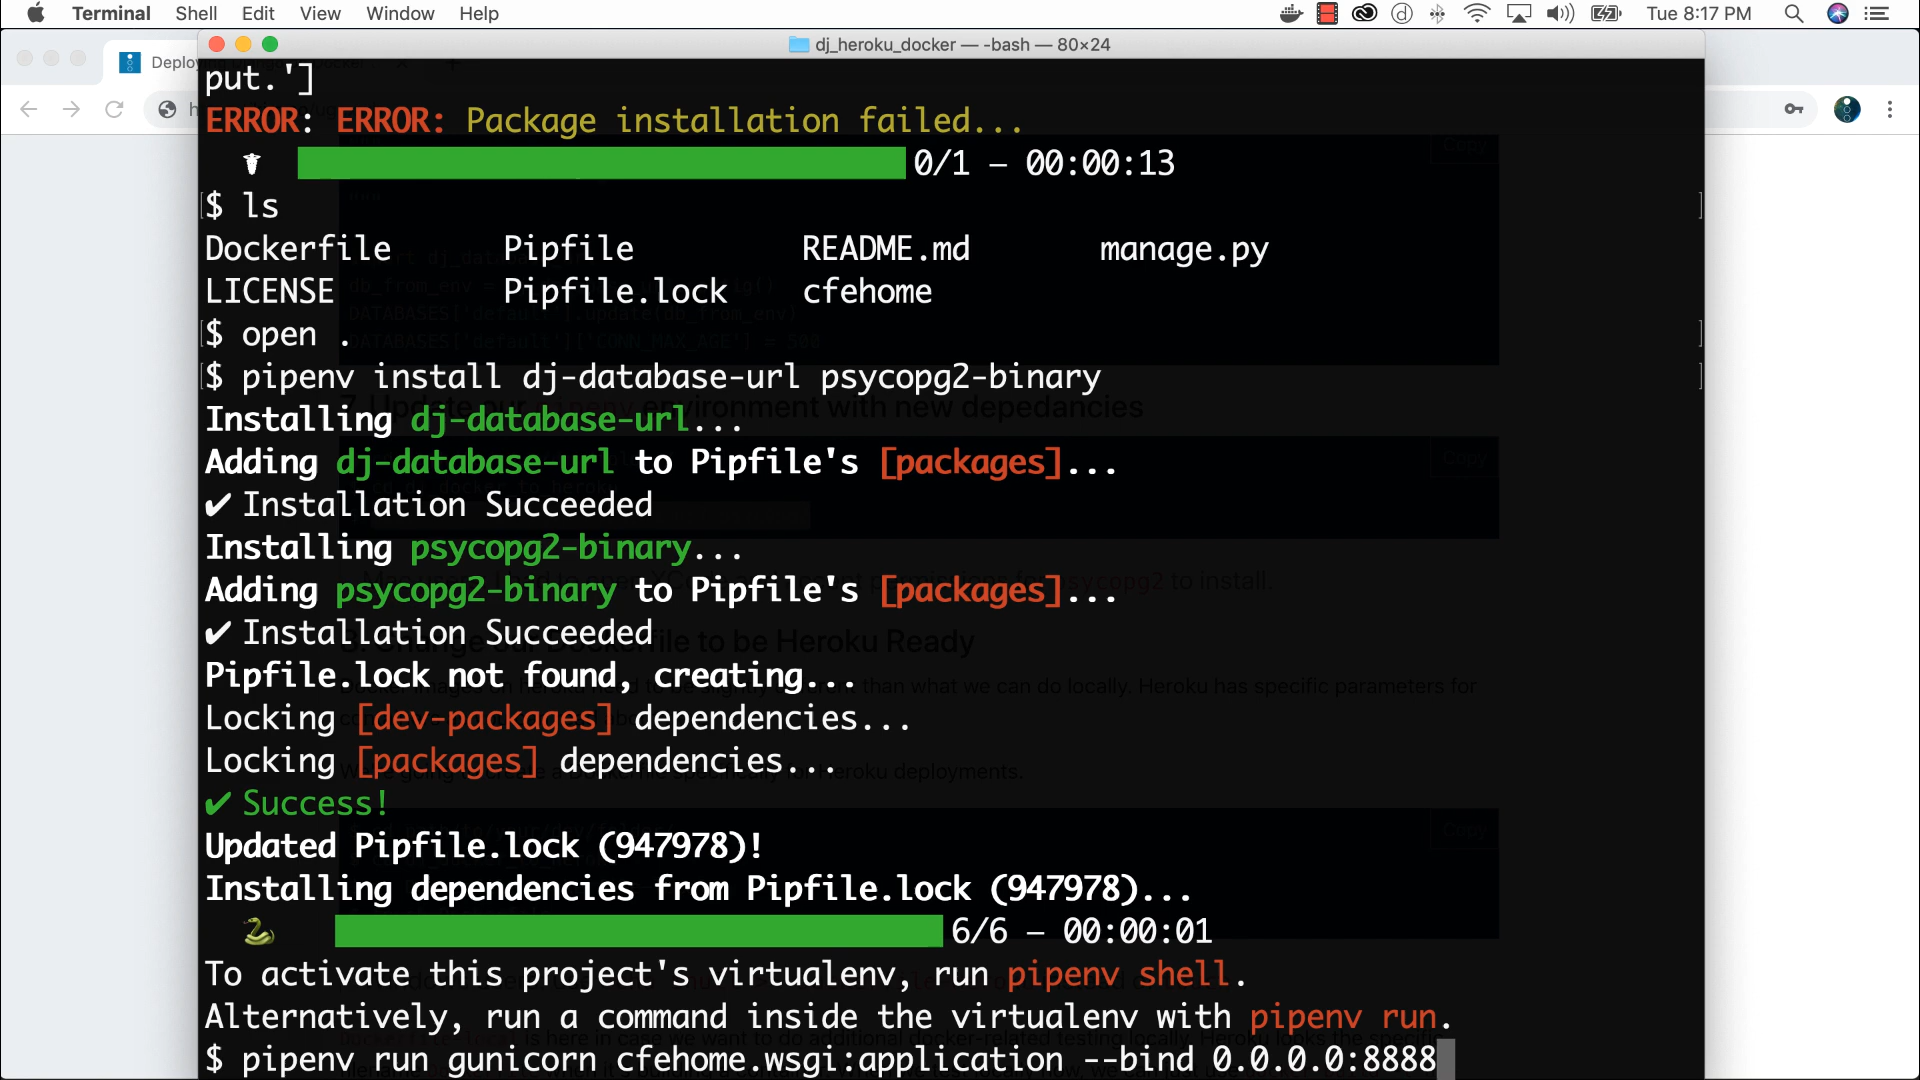 Terminal Shell Edit View Window Help Tue 8:17 PM
dj_heroku_docker — -bash — 80×24
Deploy
put.']
ERROR: ERROR: Package installation failed...
0/1 — 00:00:13
$ ls
Dockerfile Pipfile README.md manage.py
LICENSE Pipfile.lock cfehome
$ open .
$ pipenv install dj-database-url psycopg2-binary
Installing dj-database-url...
Adding dj-database-url to Pipfile's [packages]...
✔ Installation Succeeded
Installing psycopg2-binary...
Adding psycopg2-binary to Pipfile's [packages]...
✔ Installation Succeeded
Pipfile.lock not found, creating...
Locking [dev-packages] dependencies...
Locking [packages] dependencies...
✔ Success!
Updated Pipfile.lock (947978)!
Installing dependencies from Pipfile.lock (947978)...
6/6 — 00:00:01
To activate this project's virtualenv, run pipenv shell.
Alternatively, run a command inside the virtualenv with pipenv run.
$ pipenv run gunicorn cfehome.wsgi:application --bind 0.0.0.0:8888